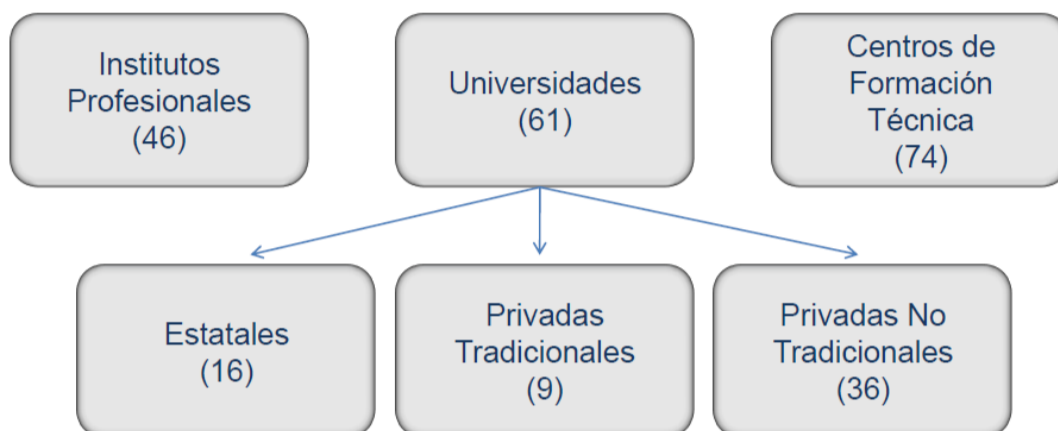 Institutos
Profesionales
(46)
Universidades
(61)
Centros de
Formación
Técnica
(74)
Estatales
(16)
Privadas
Tradicionales
(9)
Privadas No
Tradicionales
(36)